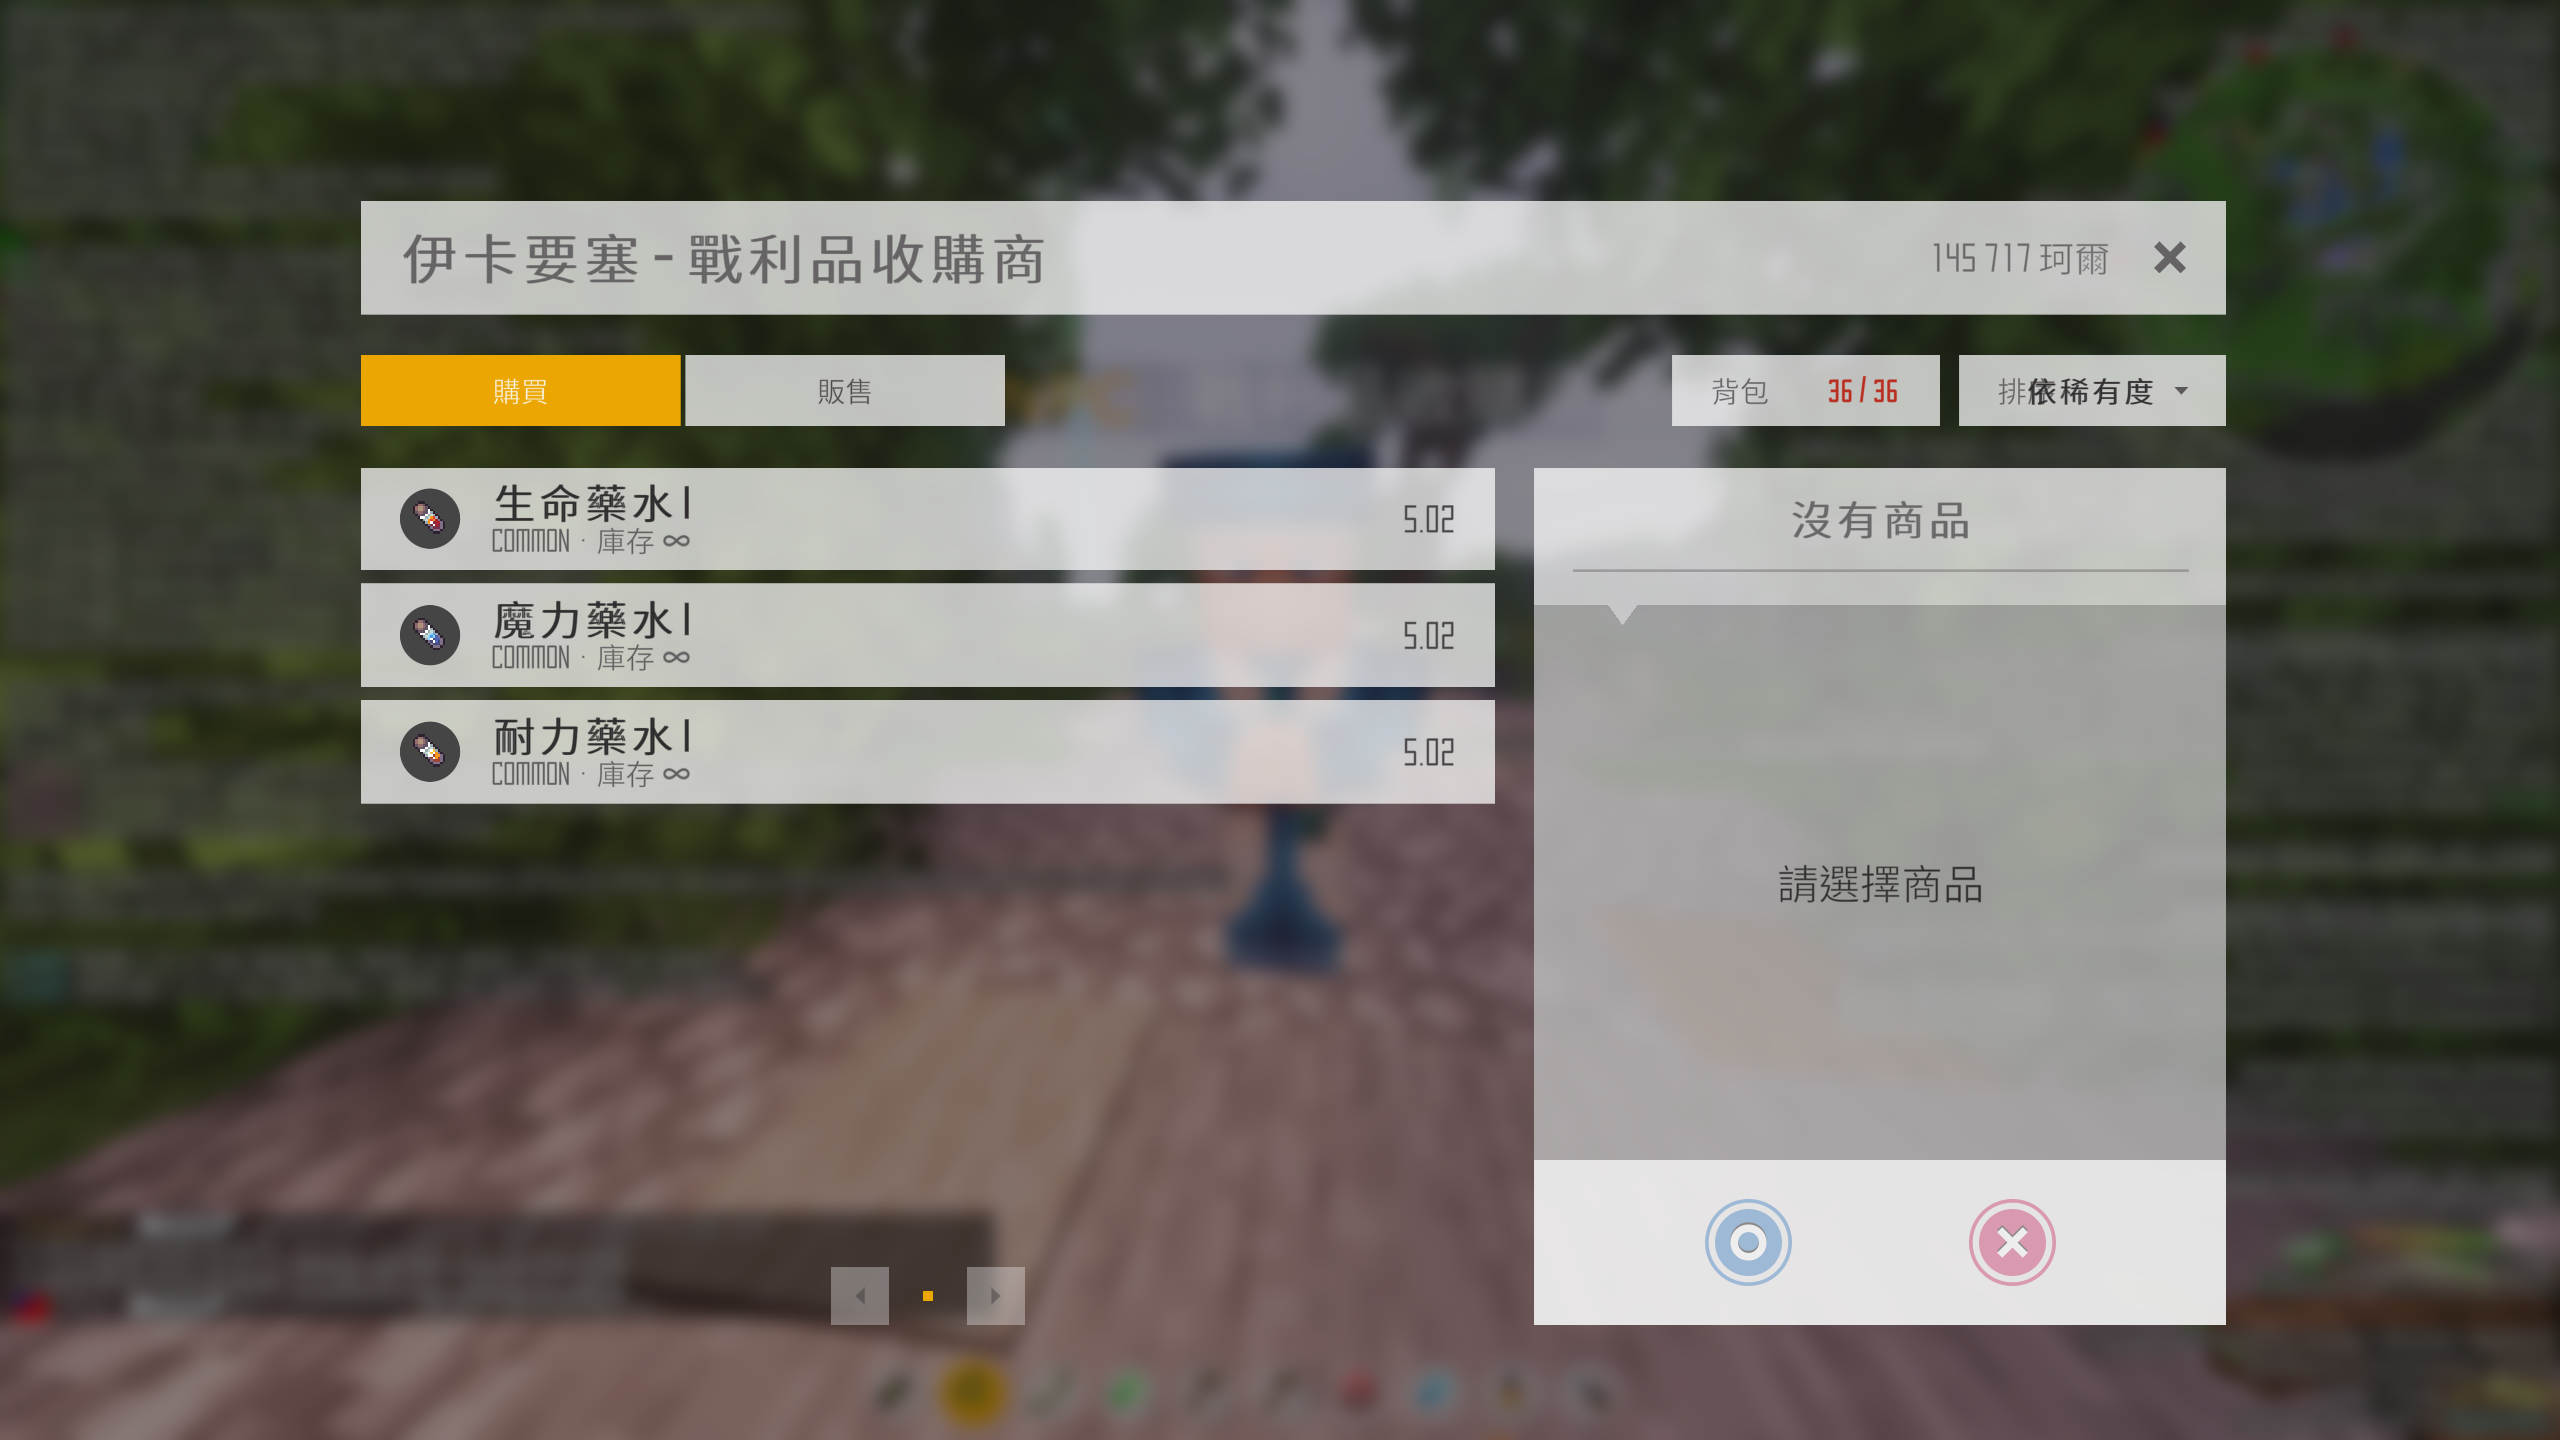 伊卡要塞-戰利品收購商
145 717 珂爾
購買
販售
背包 36 / 36
依稀有度
生命藥水 I
COMMON · 庫存 ∞
5.02
魔力藥水 I
COMMON · 庫存 ∞
5.02
耐力藥水 I
COMMON · 庫存 ∞
5.02
沒有商品
請選擇商品